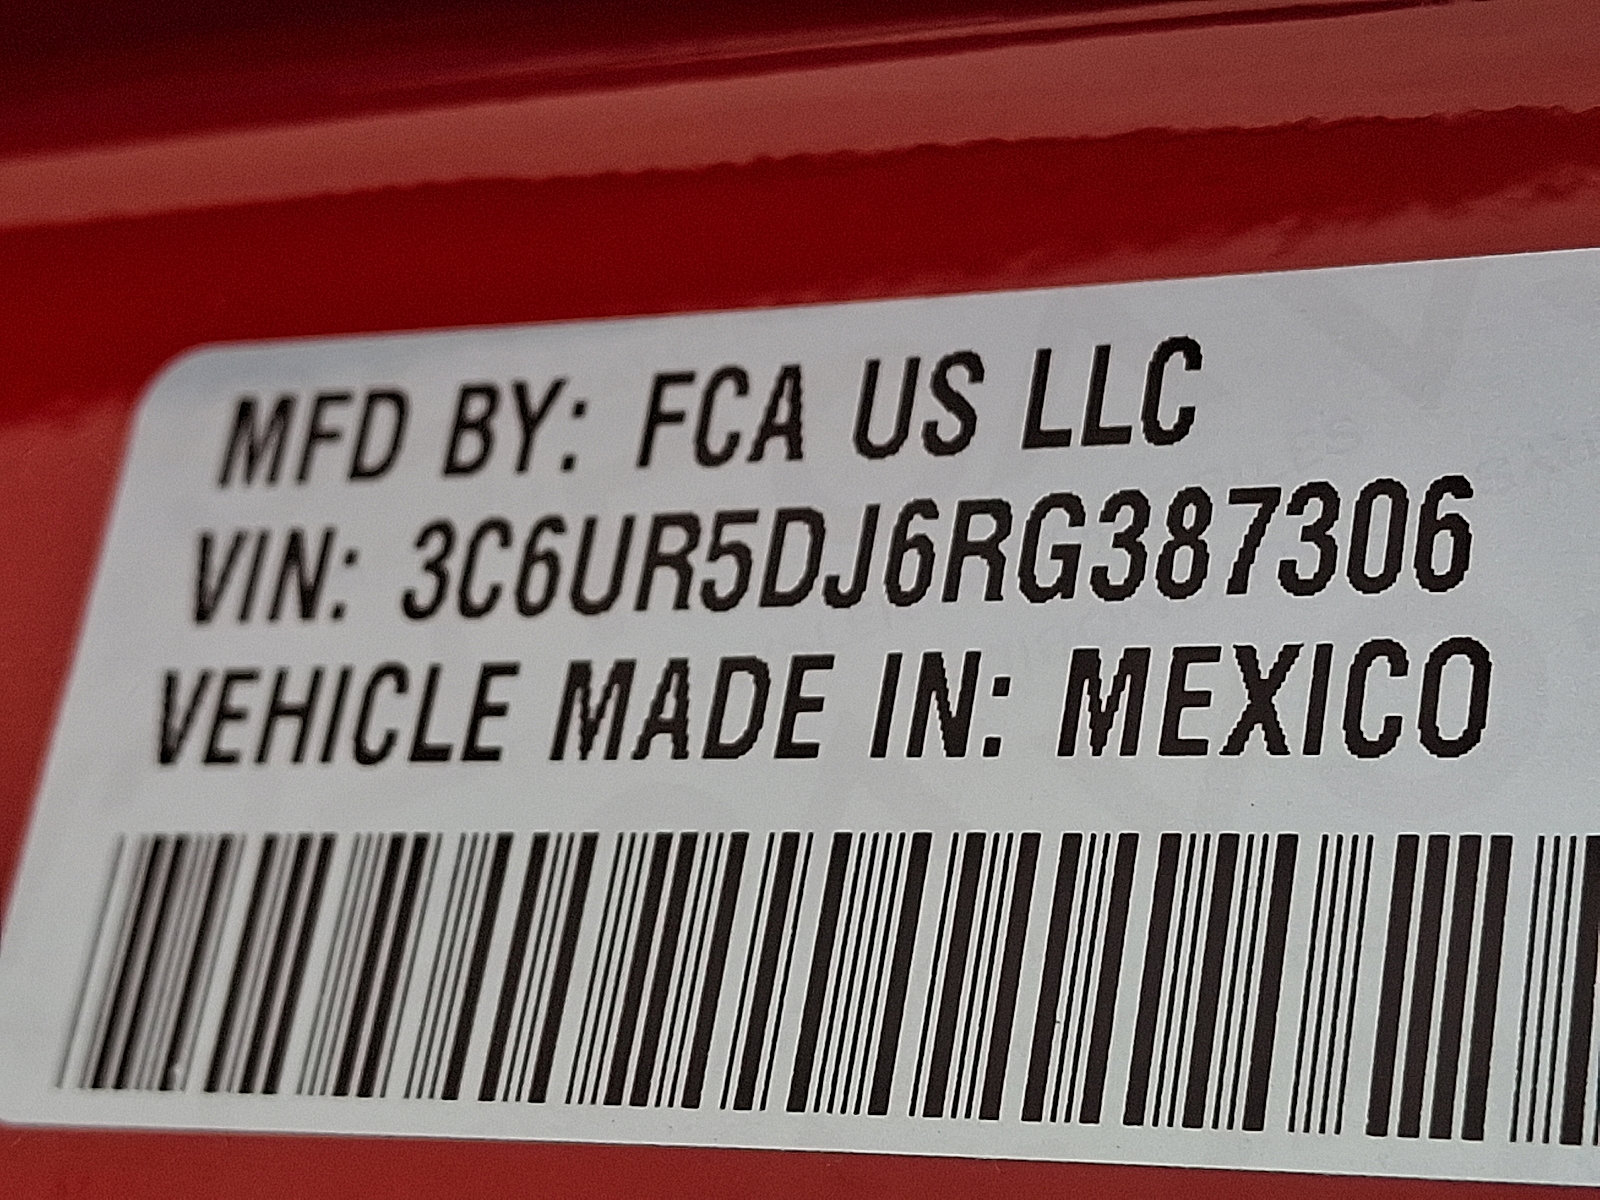 MFD BY: FCA US LLC
VIN: 3C6UR5DJ6RG387306
VEHICLE MADE IN: MEXICO